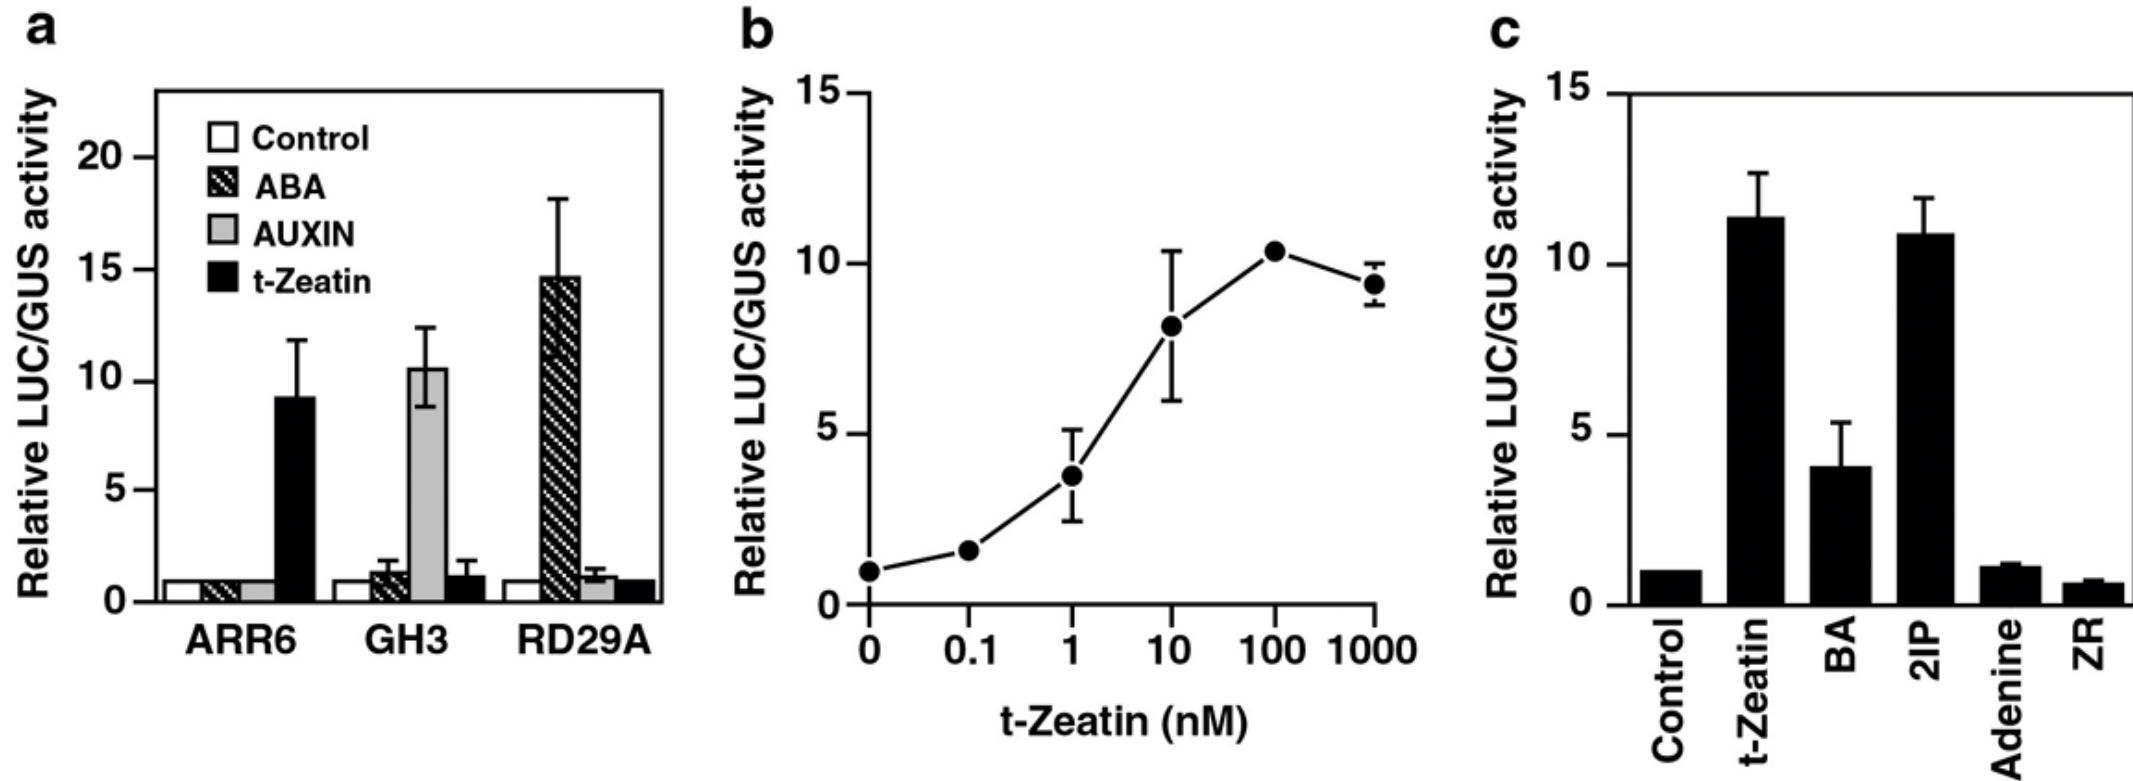 a
Relative LUC/GUS activity
20
15
10
5
0
Control
ABA
AUXIN
t-Zeatin
ARR6 GH3 RD29A
b
Relative LUC/GUS activity
15
10
5
0
0 0.1 1 10 100 1000
t-Zeatin (nM)
c
Relative LUC/GUS activity
15
10
5
0
Control
t-Zeatin
BA
2IP
Adenine
ZR